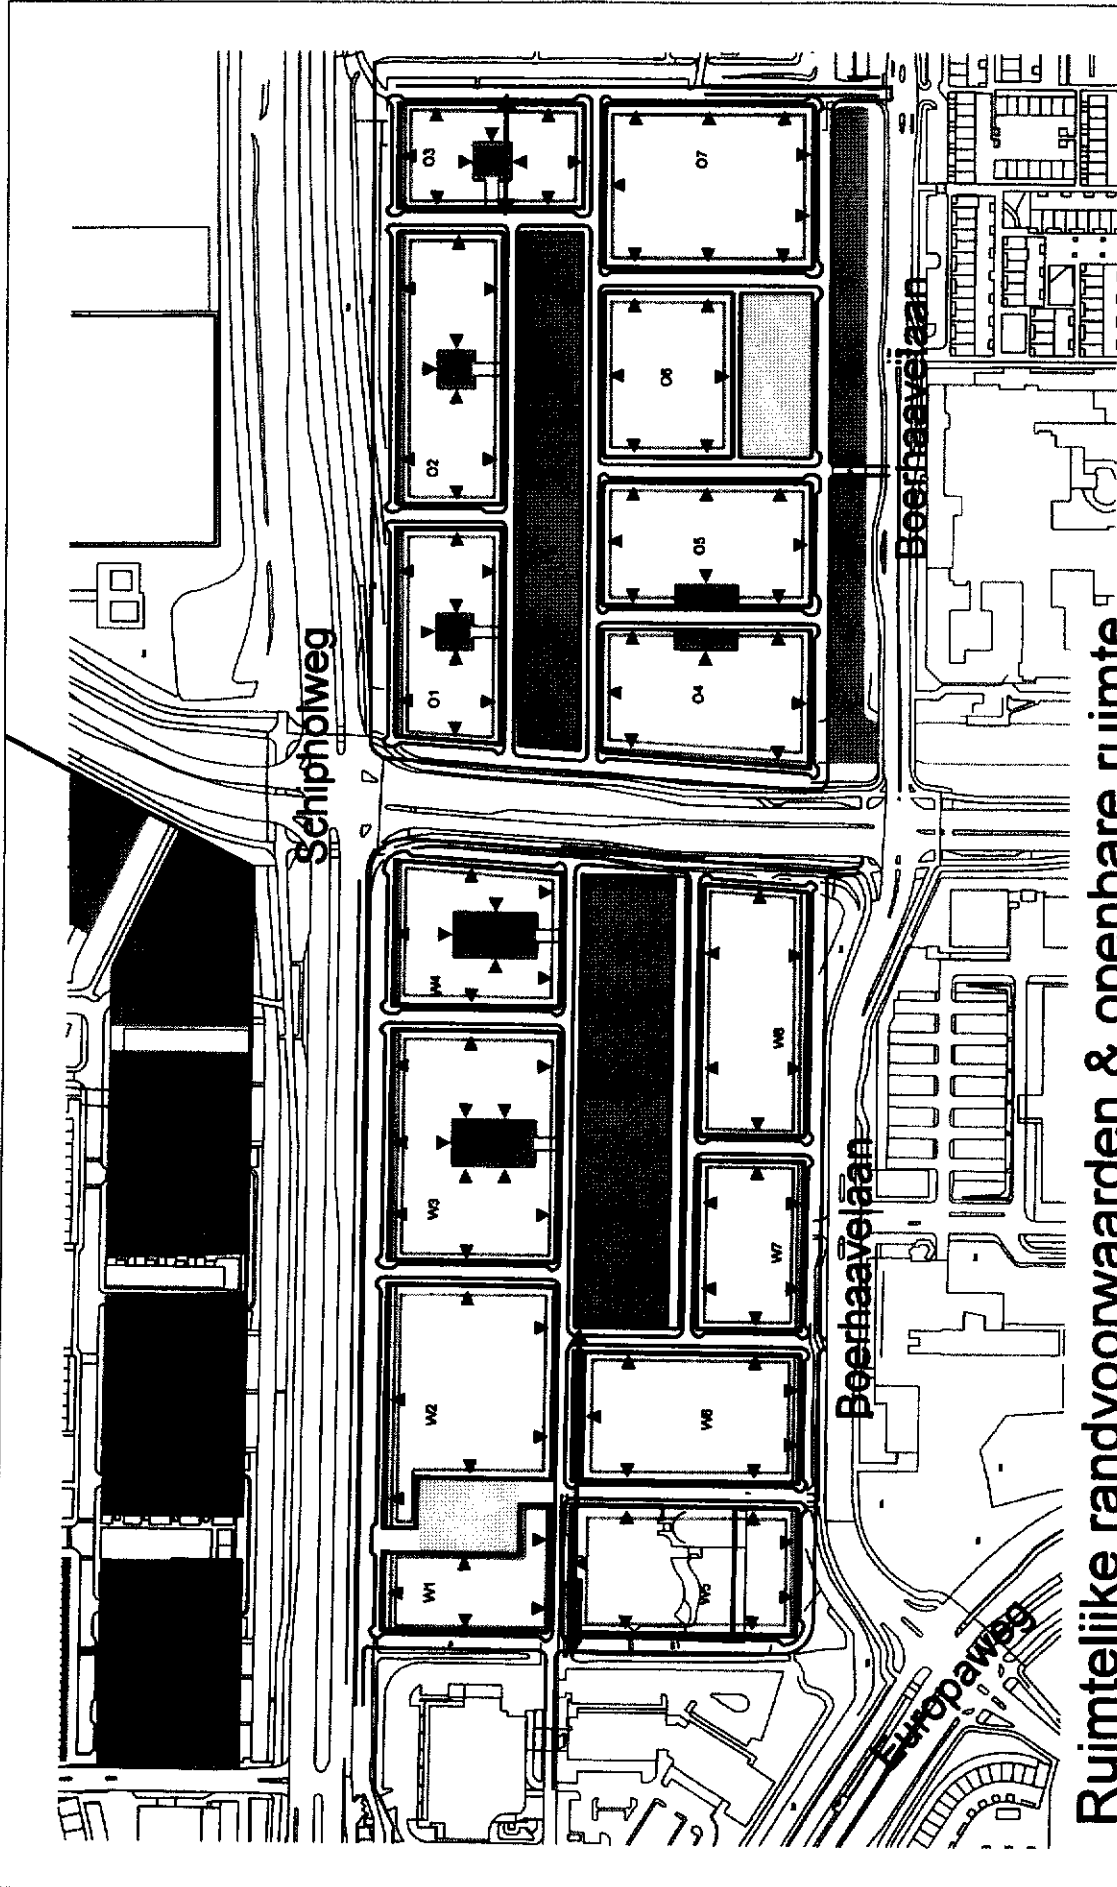 Schipholweg
W1
W2
W3
W4
O1
O2
O3
W5
W6
W7
W8
O4
O5
O6
O7
Boerhaavelaan
Boerhaavelaan
Europaweg
Ruimtelijke randvoorwaarden & openbare ruimte